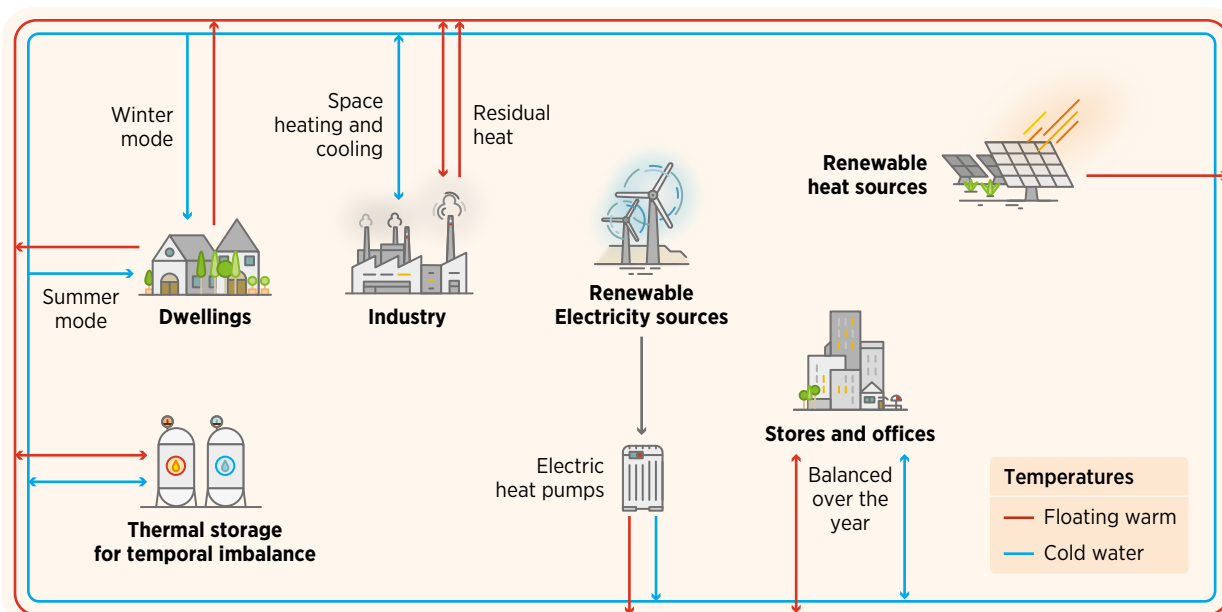 Winter
mode
Space
heating and
cooling
Residual
heat
Renewable
heat sources
Summer
mode
Dwellings
Industry
Renewable
Electricity sources
Stores and offices
Electric
heat pumps
Balanced
over the
year
Thermal storage
for temporal imbalance
Temperatures
Floating warm
Cold water